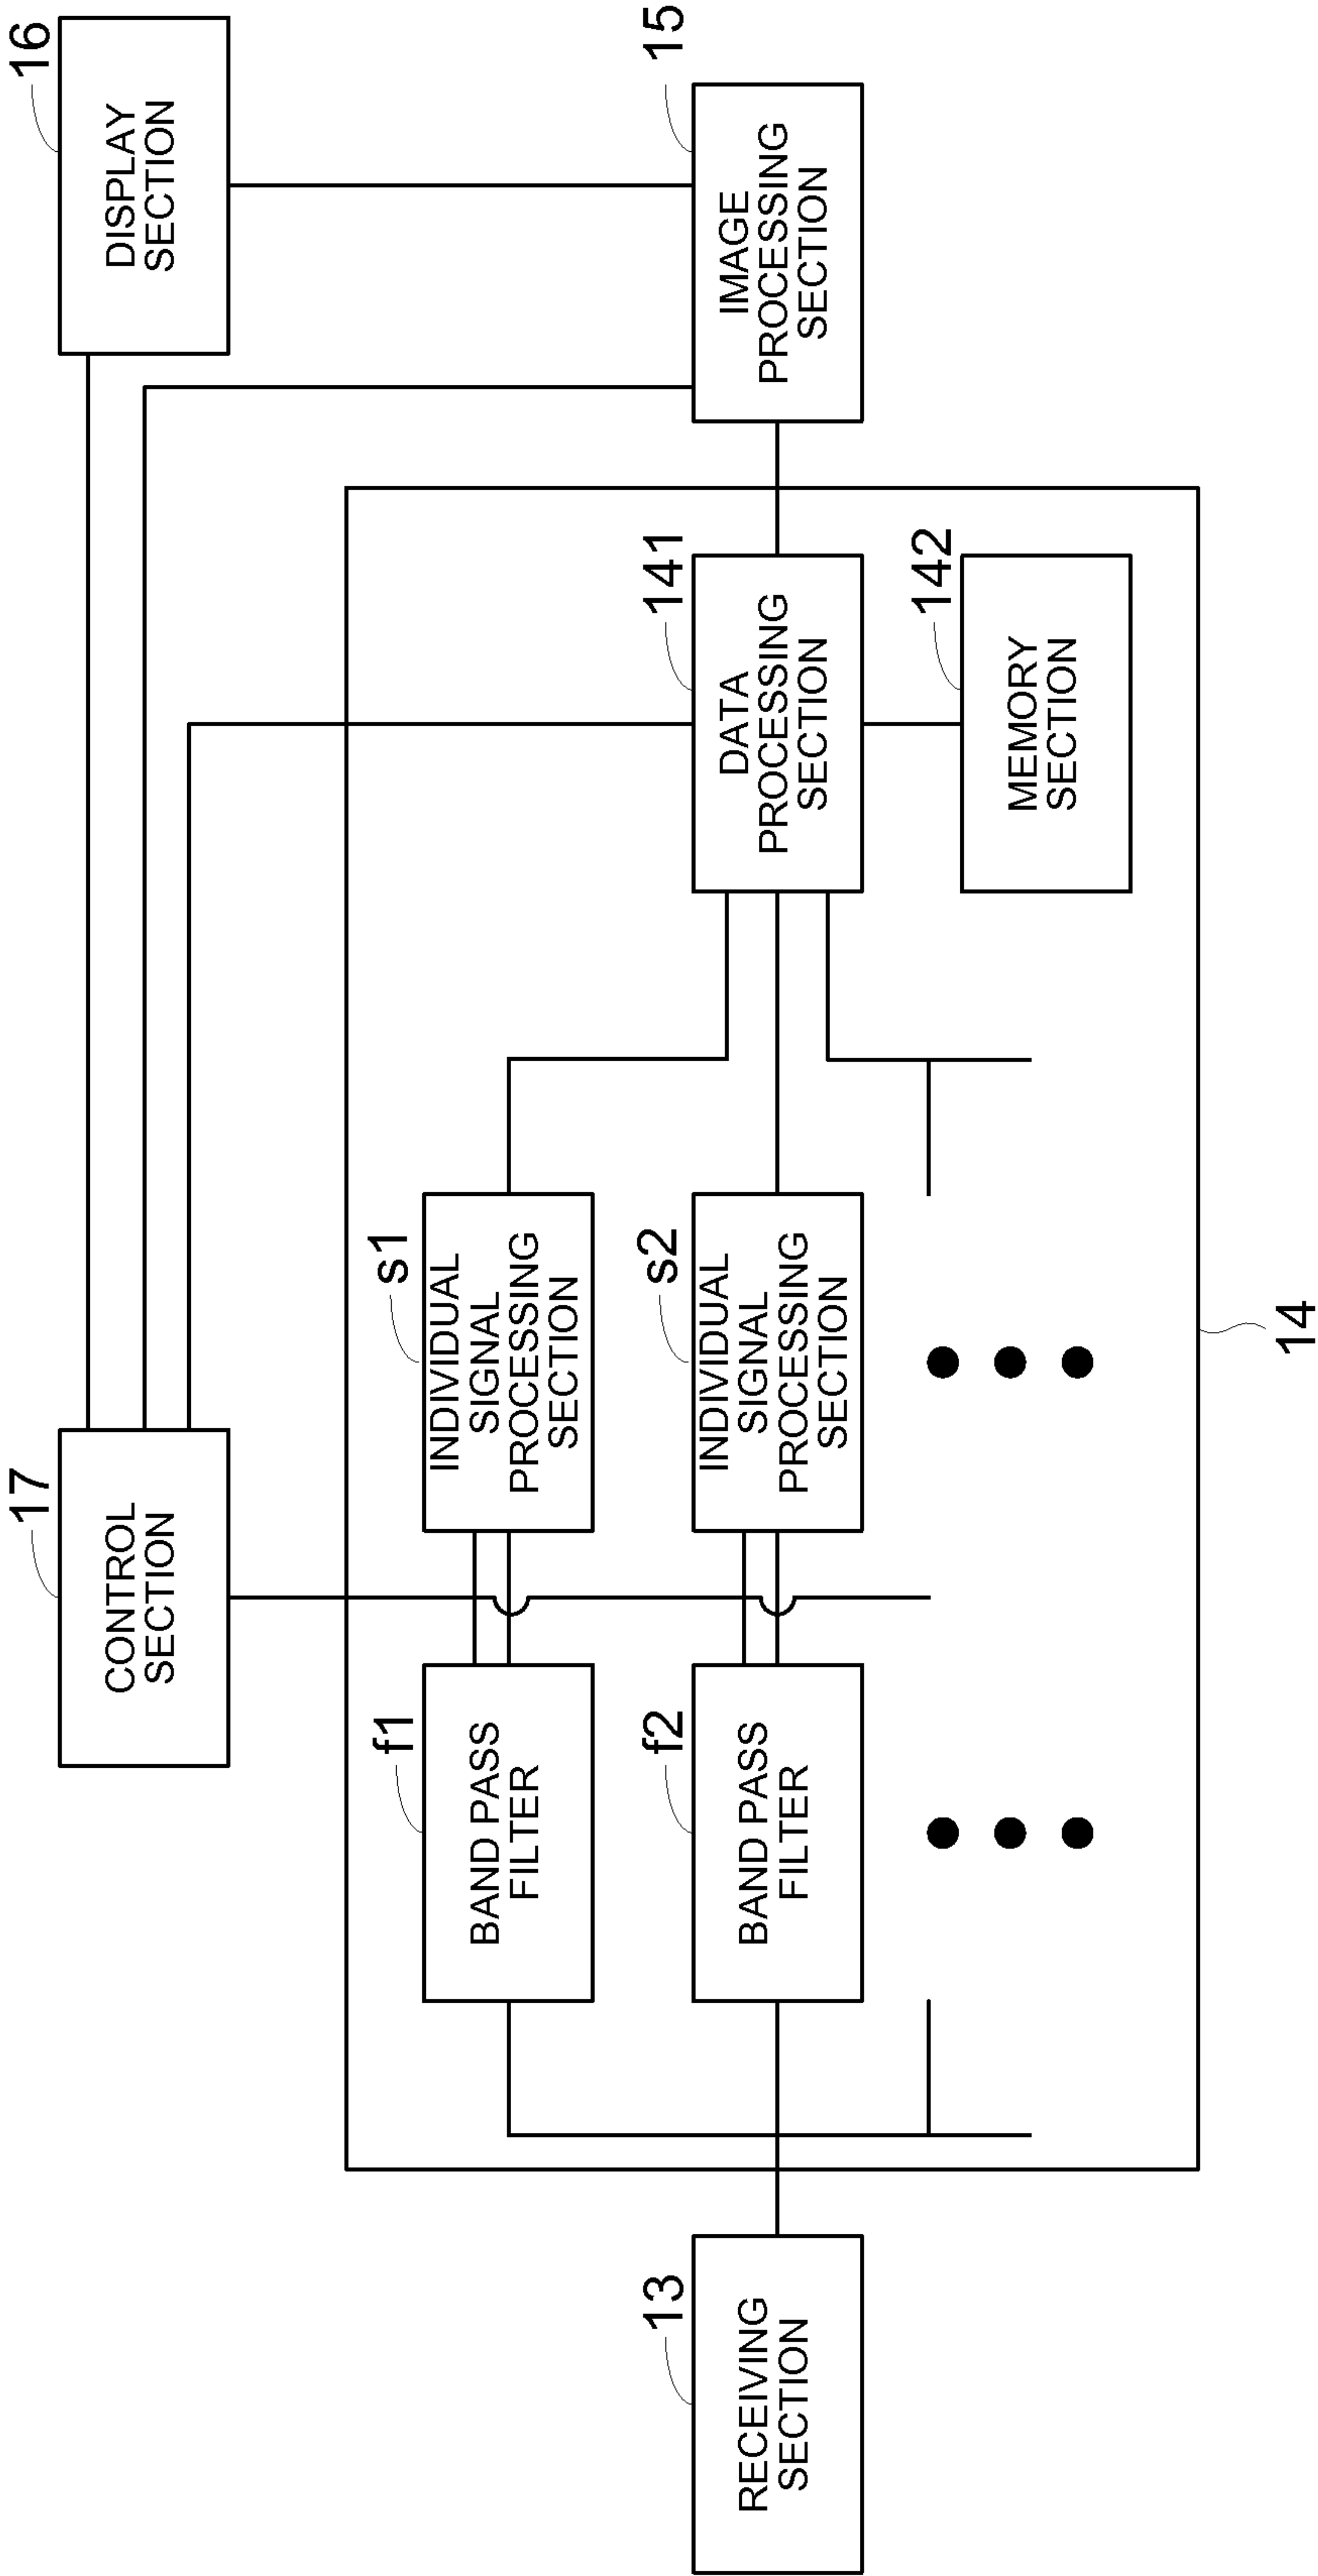 17
CONTROL
SECTION
16
DISPLAY
SECTION
f1
BAND PASS
FILTER
s1
INDIVIDUAL
SIGNAL
PROCESSING
SECTION
13
RECEIVING
SECTION
f2
BAND PASS
FILTER
s2
INDIVIDUAL
SIGNAL
PROCESSING
SECTION
141
DATA
PROCESSING
SECTION
15
IMAGE
PROCESSING
SECTION
142
MEMORY
SECTION
14